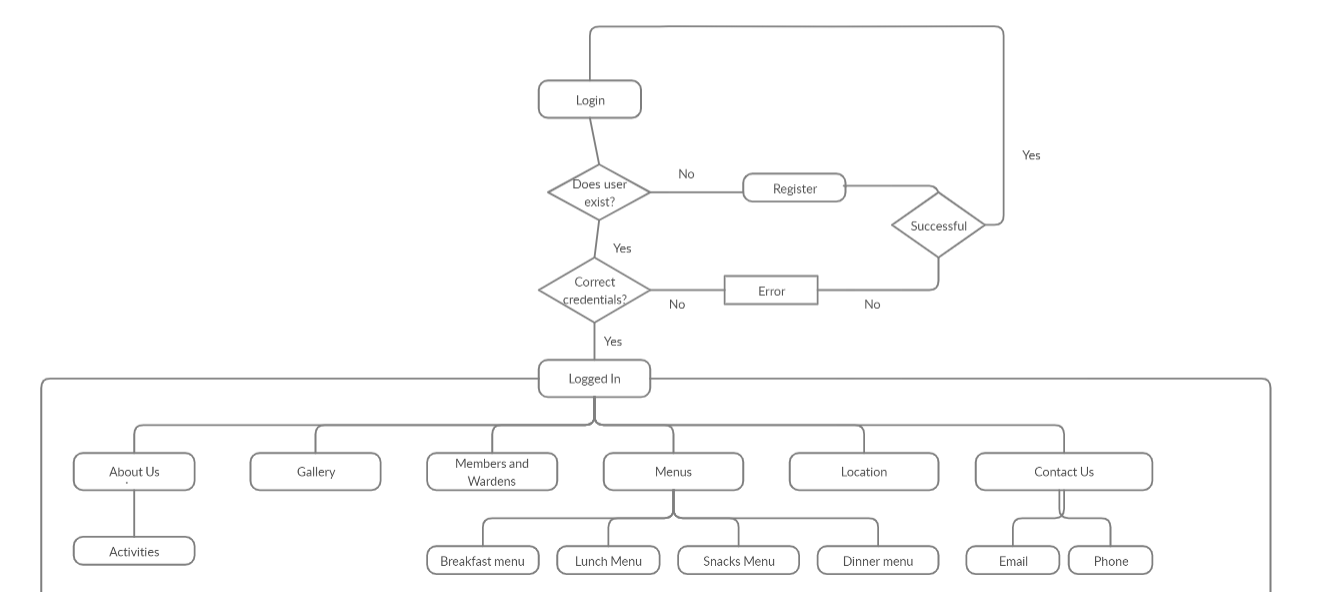 Login
Yes
No
Does user
exist?
Register
Successful
Yes
Correct
credentials?
No
Error
No
Yes
Logged In
About Us
Gallery
Members and
Wardens
Menus
Location
Contact Us
Activities
Breakfast menu
Lunch Menu
Snacks Menu
Dinner menu
Email
Phone